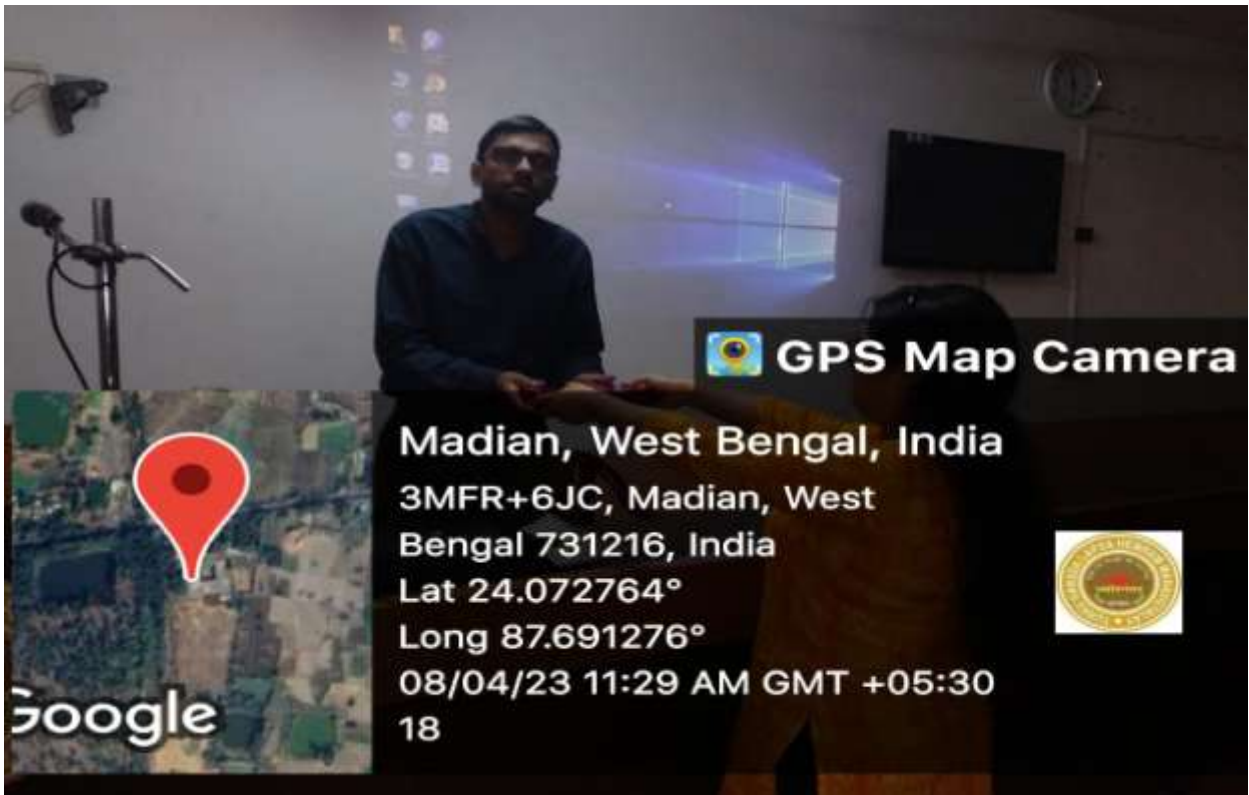 GPS Map Camera
Madian, West Bengal, India
3MFR+6JC, Madian, West
Bengal 731216, India
Lat 24.072764°
Long 87.691276°
08/04/23 11:29 AM GMT +05:30
18
Google